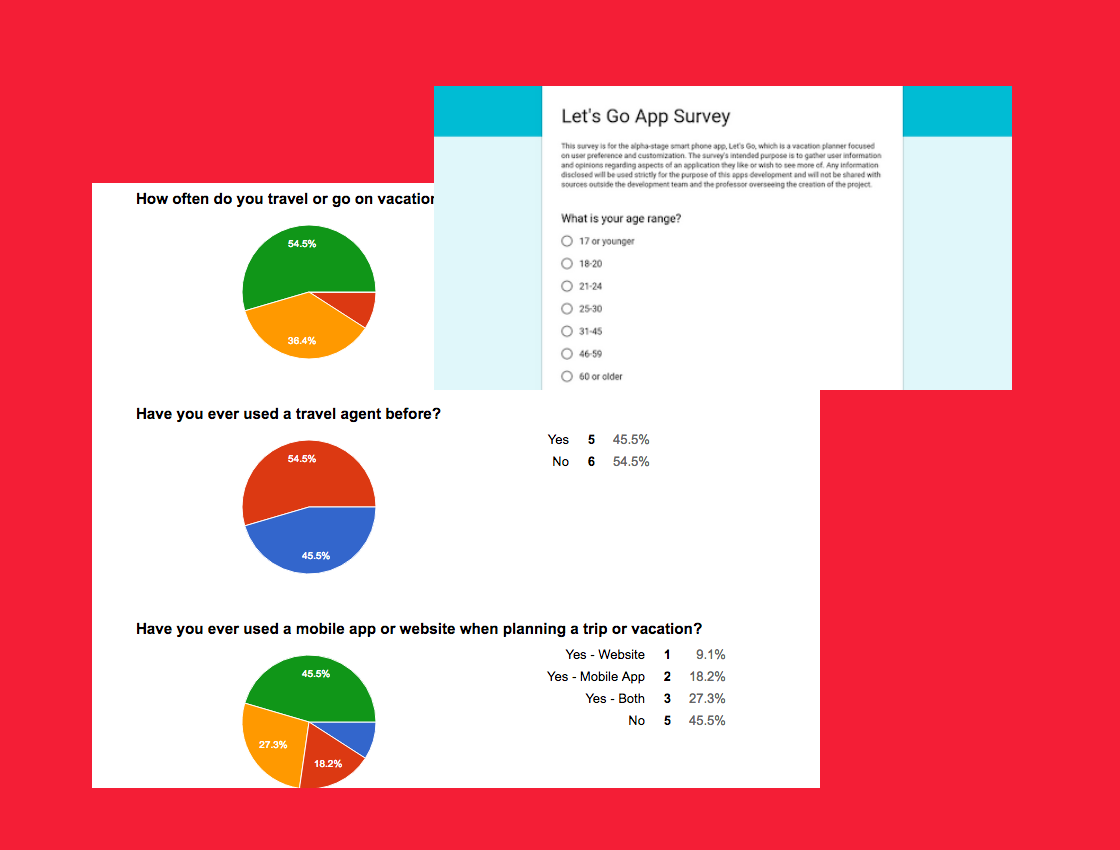 Let's Go App Survey
This survey is for the alpha-stage smart phone app, Let's Go, which is a vacation planner focused
on user preference and customization. The survey's intended purpose is to gather user information
and opinions regarding aspects of an application they like or wish to see more of. Any information
disclosed will be used strictly for the purpose of this apps development and will not be shared with
sources outside the development team and the professor overseeing the creation of the project.
What is your age range?
17 or younger
18-20
21-24
25-30
31-45
46-59
60 or older
How often do you travel or go on vacation
54.5%
36.4%
Have you ever used a travel agent before?
54.5%
45.5%
Yes 5 45.5%
No 6 54.5%
Have you ever used a mobile app or website when planning a trip or vacation?
45.5%
27.3%
18.2%
Yes - Website 1 9.1%
Yes - Mobile App 2 18.2%
Yes - Both 3 27.3%
No 5 45.5%